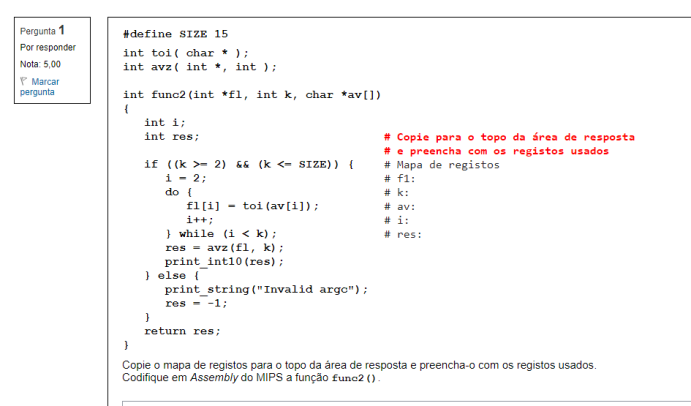 Pergunta 1
Por responder
Nota: 5,00
Marcar
pergunta
#define SIZE 15
int toi( char * );
int avz( int *, int );
int func2(int *fl, int k, char *av[])
{
int i;
int res; # Copie para o topo da área de resposta
# e preencha com os registos usados
if ((k >= 2) && (k <= SIZE)) { # Mapa de registos
i = 2; # f1:
do { # k:
fl[i] = toi(av[i]); # av:
i++; # i:
} while (i < k); # res:
res = avz(fl, k);
print_int10(res);
} else {
print_string("Invalid argc");
res = -1;
}
return res;
}
Copie o mapa de registos para o topo da área de resposta e preencha-o com os registos usados.
Codifique em Assembly do MIPS a função func2().